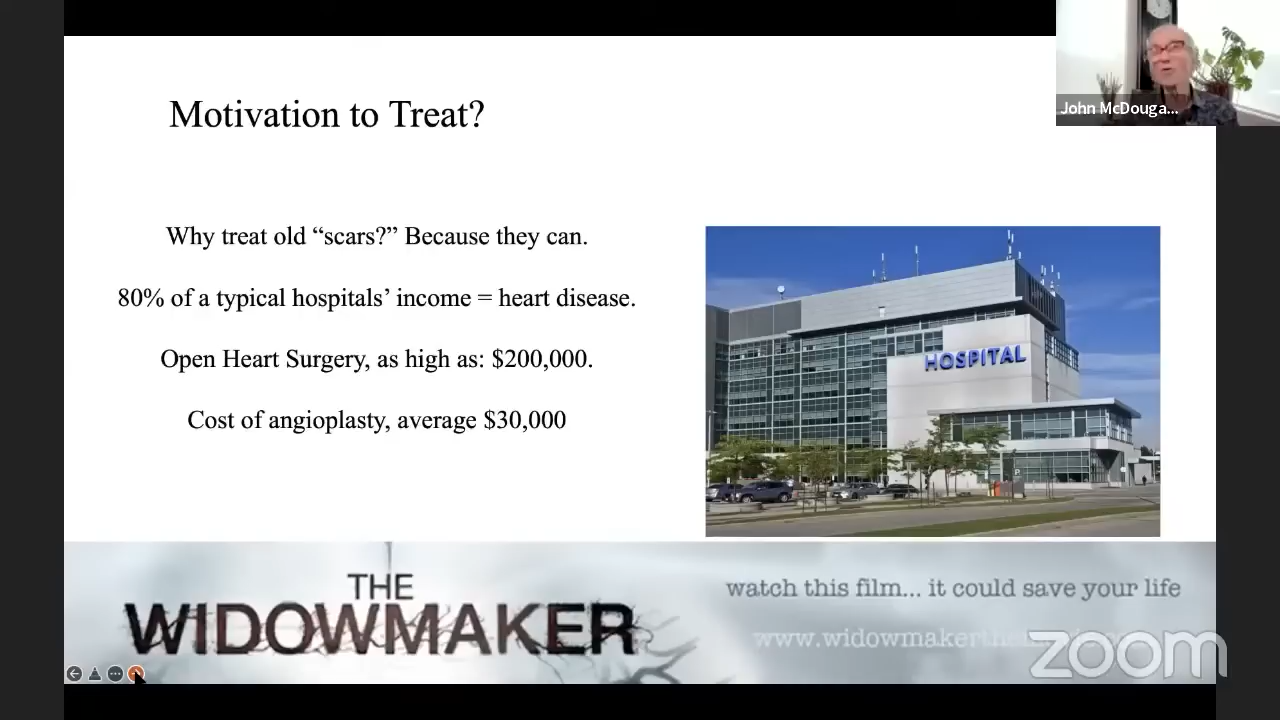 John McDouga...
Motivation to Treat?
Why treat old “scars?” Because they can.
80% of a typical hospitals’ income = heart disease.
Open Heart Surgery, as high as: $200,000.
Cost of angioplasty, average $30,000
HOSPITAL
THE
WIDOWMAKER
watch this film... it could save your life
zoom